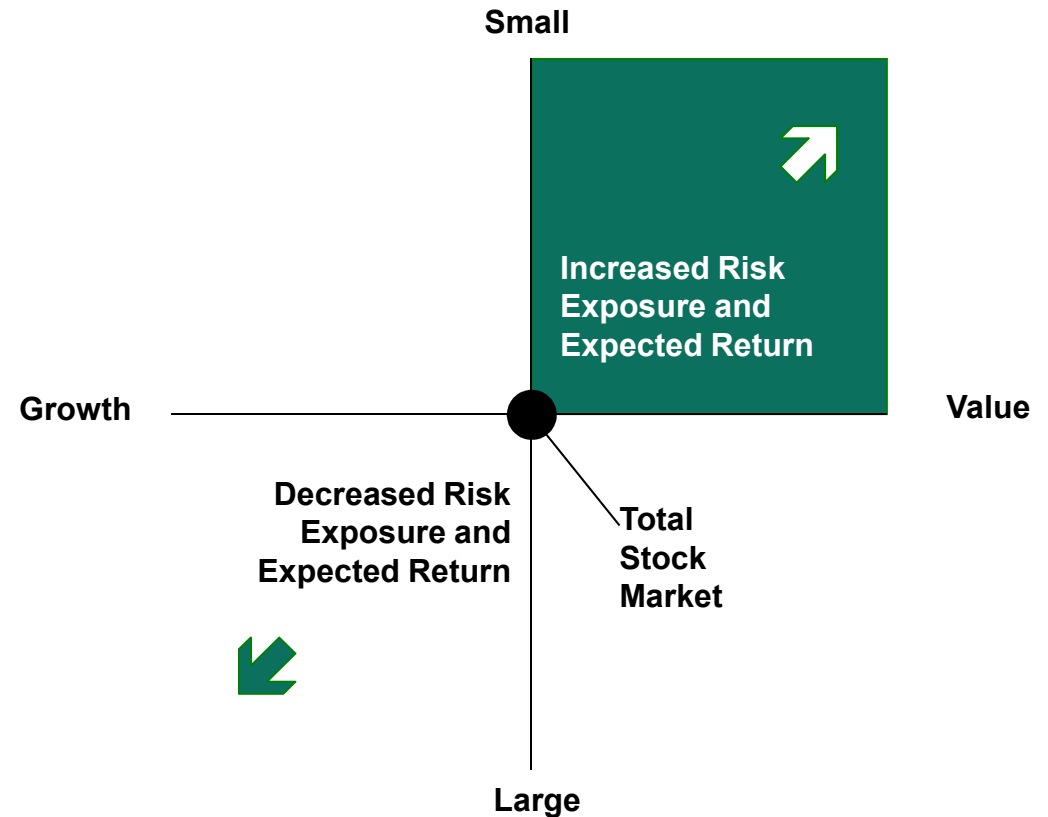 Small
Increased Risk
Exposure and
Expected Return
Growth
Value
Decreased Risk
Exposure and
Expected Return
Total
Stock
Market
Large